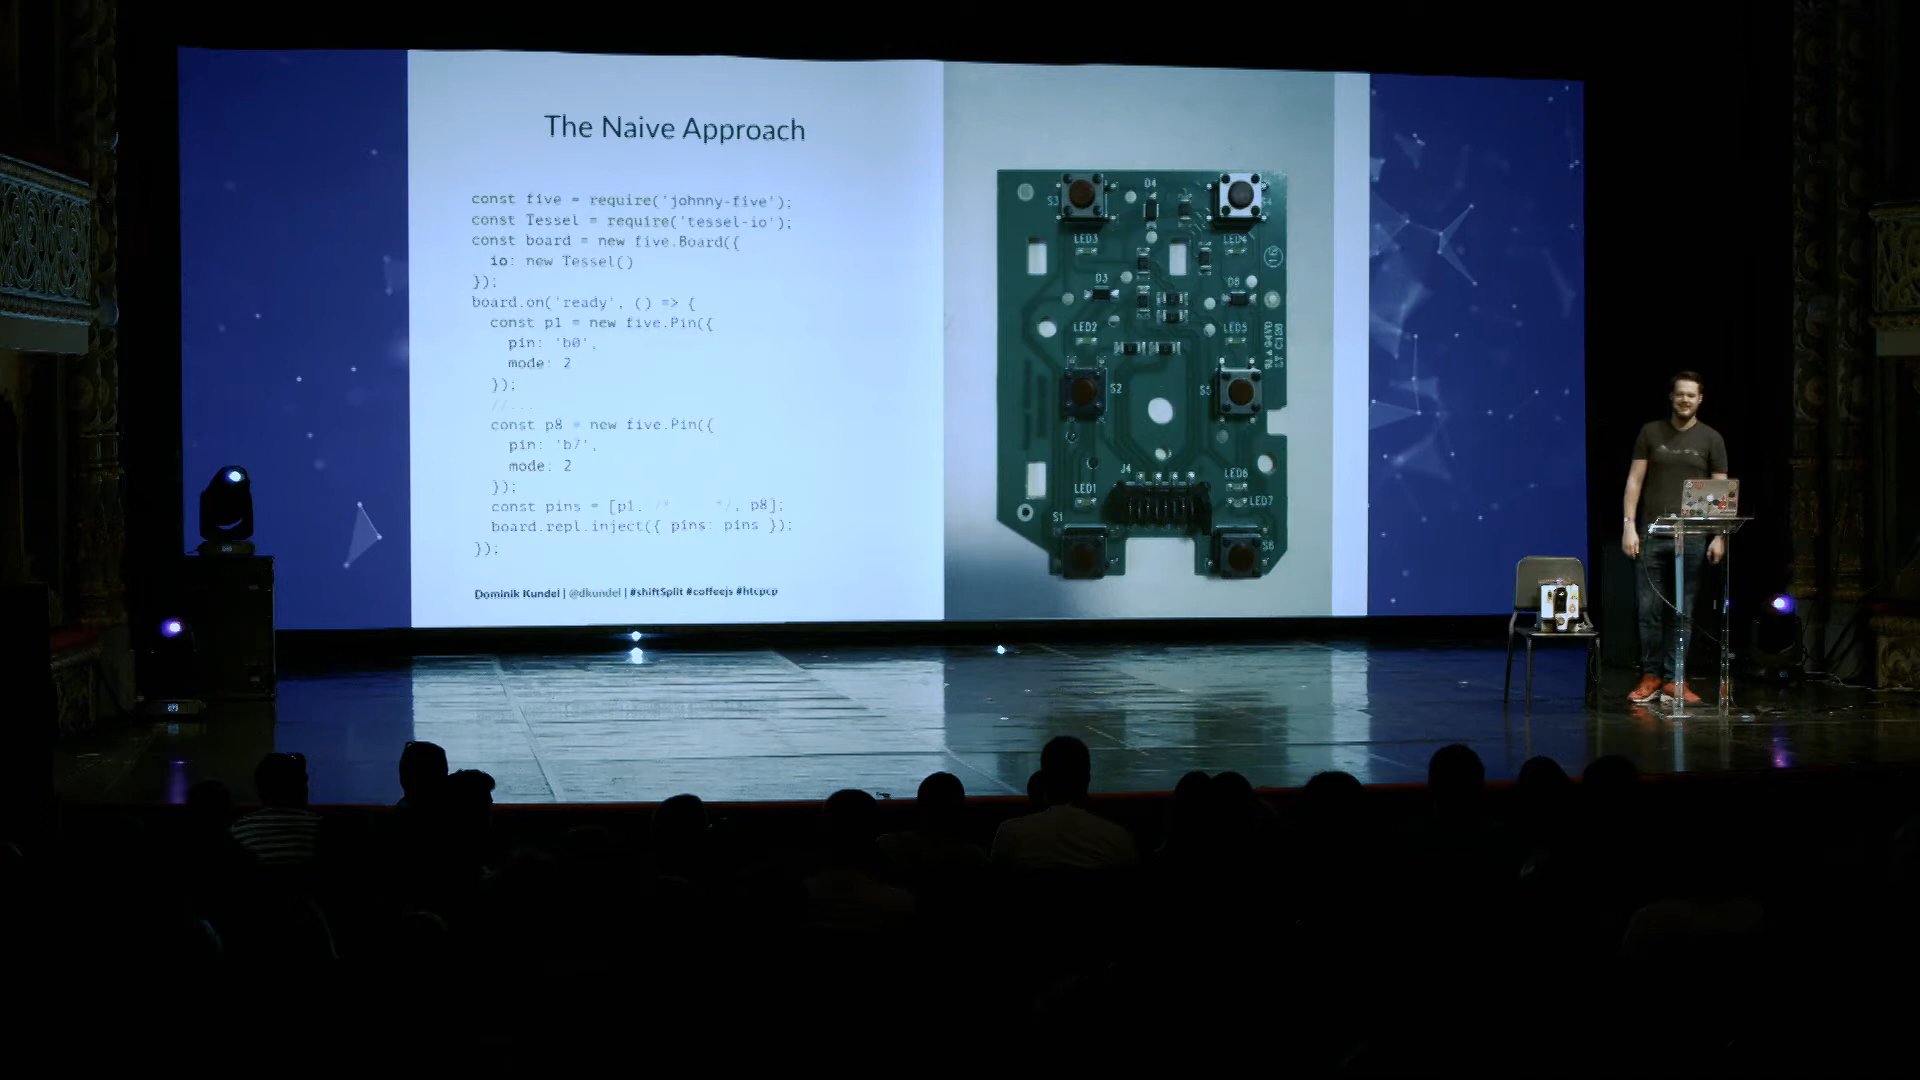 The Naive Approach
const five = require('johnny-five');
const Tessel = require('tessel-io');
const board = new five.Board({
io: new Tessel()
});
board.on('ready', () => {
const p1 = new five.Pin({
pin: 'b0',
mode: 2
});
//...
const p8 = new five.Pin({
pin: 'b7',
mode: 2
});
const pins = [p1, /* */, p8];
board.repl.inject({ pins: pins });
});
Dominik Kundel | @dkundel | #shiftSplit #coffeejs #htcpcp
S3
D4
LED3
LED4
16
D3
D8
LED2
LED5
94V0
S2
S5
J4
LED1
LED6
LED7
S1
S6